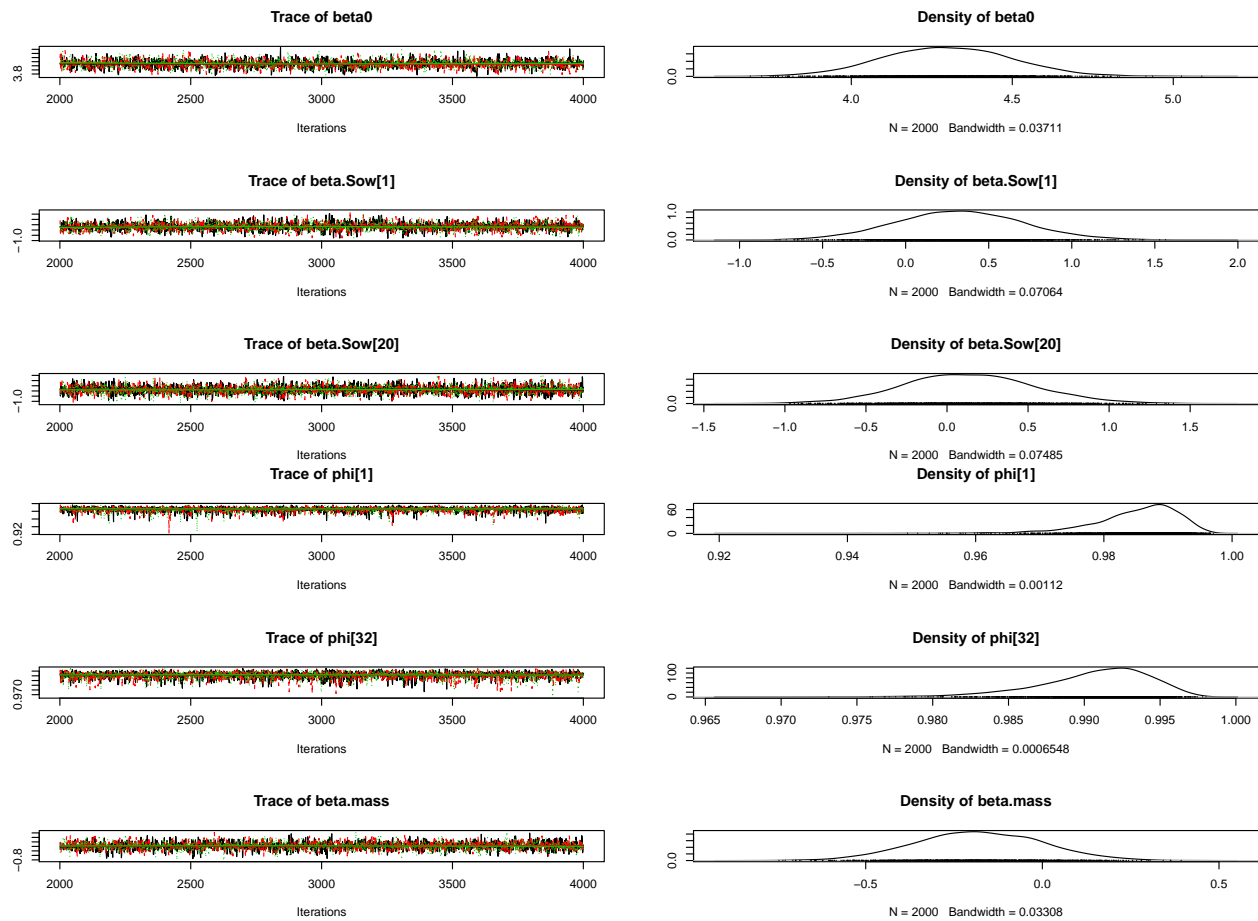 Trace of beta0
3.8
2000 2500 3000 3500 4000
Iterations
Density of beta0
0.0
4.0 4.5 5.0
N = 2000 Bandwidth = 0.03711
Trace of beta.Sow[1]
−1.0
2000 2500 3000 3500 4000
Iterations
Density of beta.Sow[1]
1.0
0.0
−1.0 −0.5 0.0 0.5 1.0 1.5 2.0
N = 2000 Bandwidth = 0.07064
Trace of beta.Sow[20]
−1.0
2000 2500 3000 3500 4000
Iterations
Density of beta.Sow[20]
0.0
−1.5 −1.0 −0.5 0.0 0.5 1.0 1.5
N = 2000 Bandwidth = 0.07485
Trace of phi[1]
0.92
2000 2500 3000 3500 4000
Iterations
Density of phi[1]
60
0
0.92 0.94 0.96 0.98 1.00
N = 2000 Bandwidth = 0.00112
Trace of phi[32]
0.970
2000 2500 3000 3500 4000
Iterations
Density of phi[32]
100
0
0.965 0.970 0.975 0.980 0.985 0.990 0.995 1.000
N = 2000 Bandwidth = 0.0006548
Trace of beta.mass
−0.8
2000 2500 3000 3500 4000
Iterations
Density of beta.mass
0.0
−0.5 0.0 0.5
N = 2000 Bandwidth = 0.03308